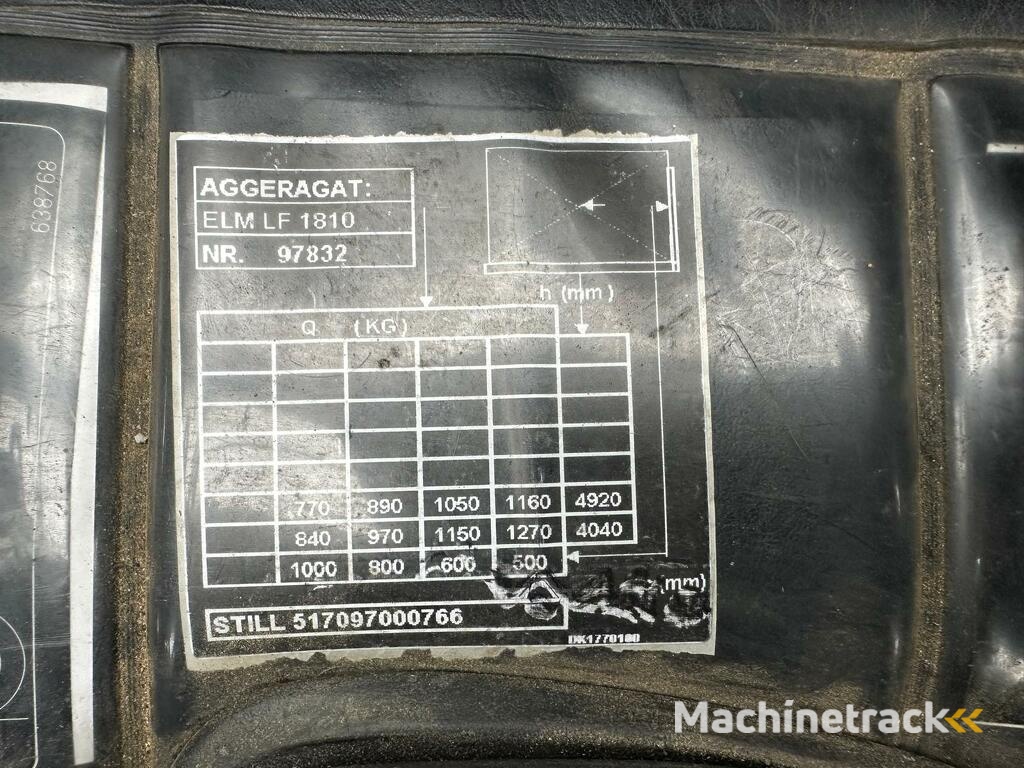 638768
AGGERAGAT:
ELM LF 1810
NR. 97832
h (mm)
Q (KG)
770 890 1050 1160 4920
840 970 1150 1270 4040
1000 800 600 500
(mm)
STILL 517097000766
DK1770180
Machinetrack